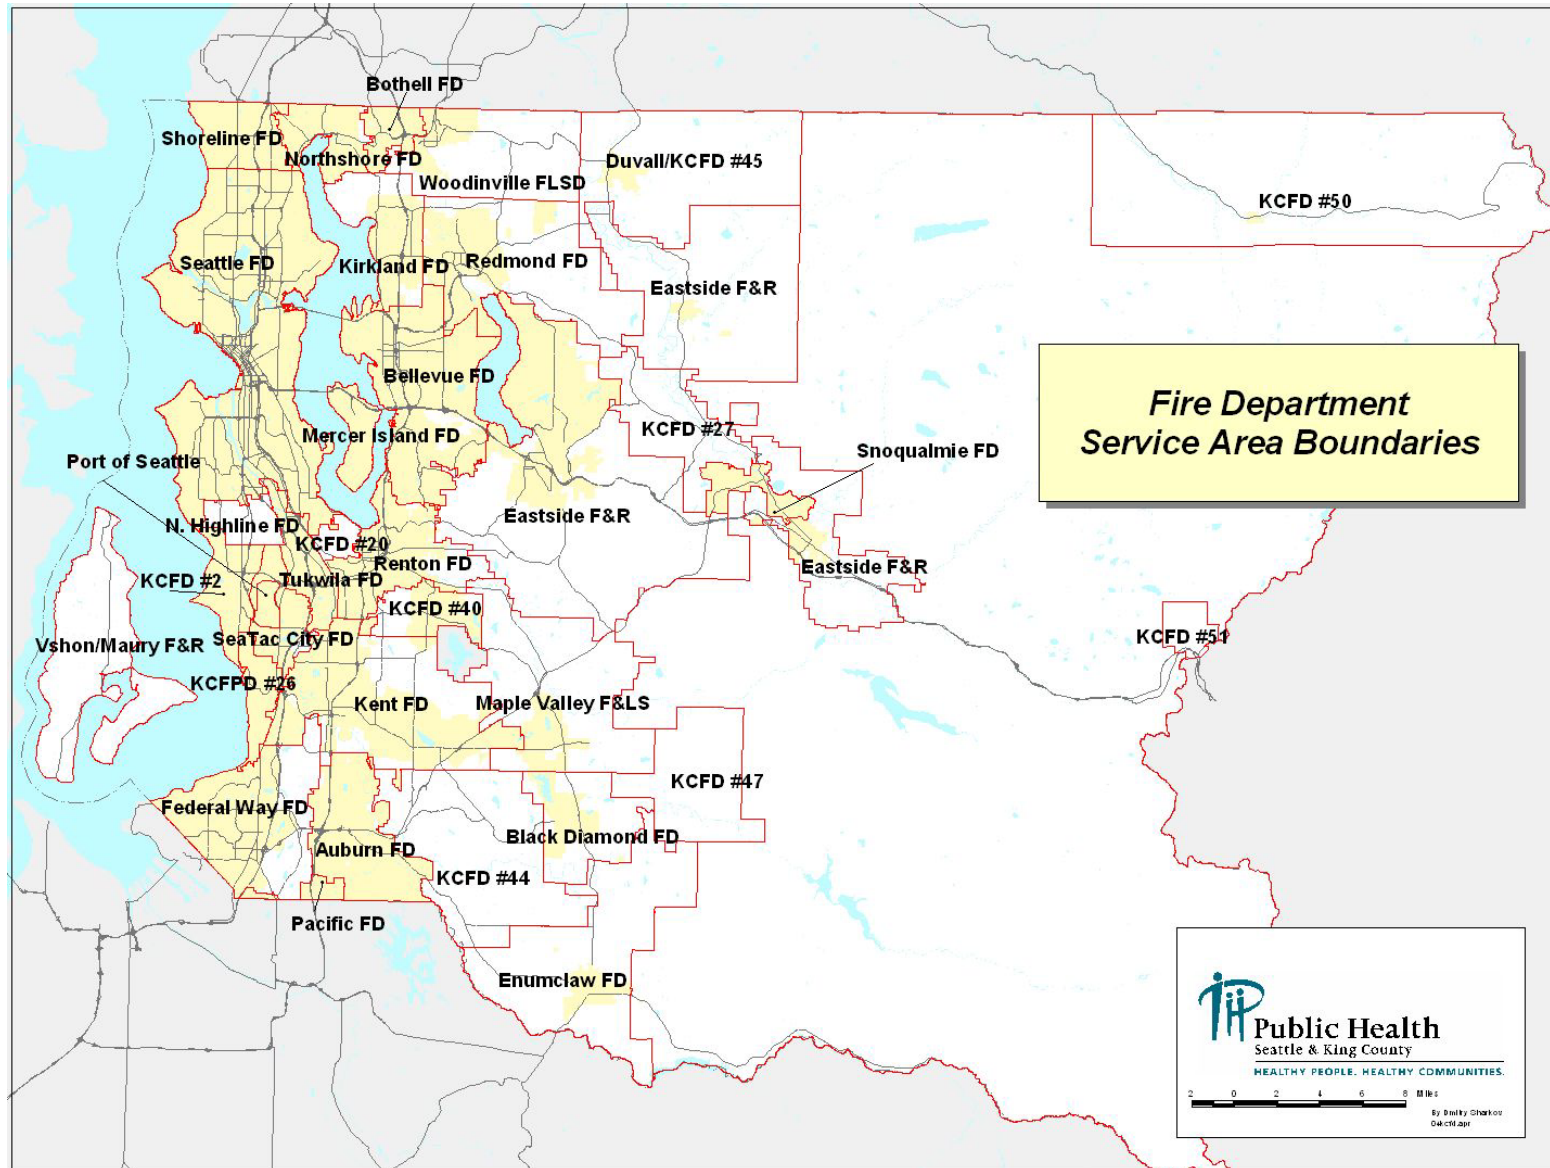 Bothell FD
Shoreline FD
Northshore FD
Duvall/KCFD #45
Woodinville FLSD
KCFD #50
Seattle FD
Kirkland FD
Redmond FD
Eastside F&R
Bellevue FD
Fire Department
Service Area Boundaries
KCFD #27
Mercer Island FD
Snoqualmie FD
Port of Seattle
Eastside F&R
N. Highline FD
KCFD #20
Renton FD
Eastside F&R
KCFD #2
Tukwila FD
KCFD #40
KCFD #51
Vshon/Maury F&R
SeaTac City FD
KCFPD #26
Kent FD
Maple Valley F&LS
KCFD #47
Federal Way FD
Black Diamond FD
Auburn FD
KCFD #44
Pacific FD
Enumclaw FD
Public Health
Seattle & King County
HEALTHY PEOPLE. HEALTHY COMMUNITIES.
2 0 2 4 6 8 Miles
By Dmitry